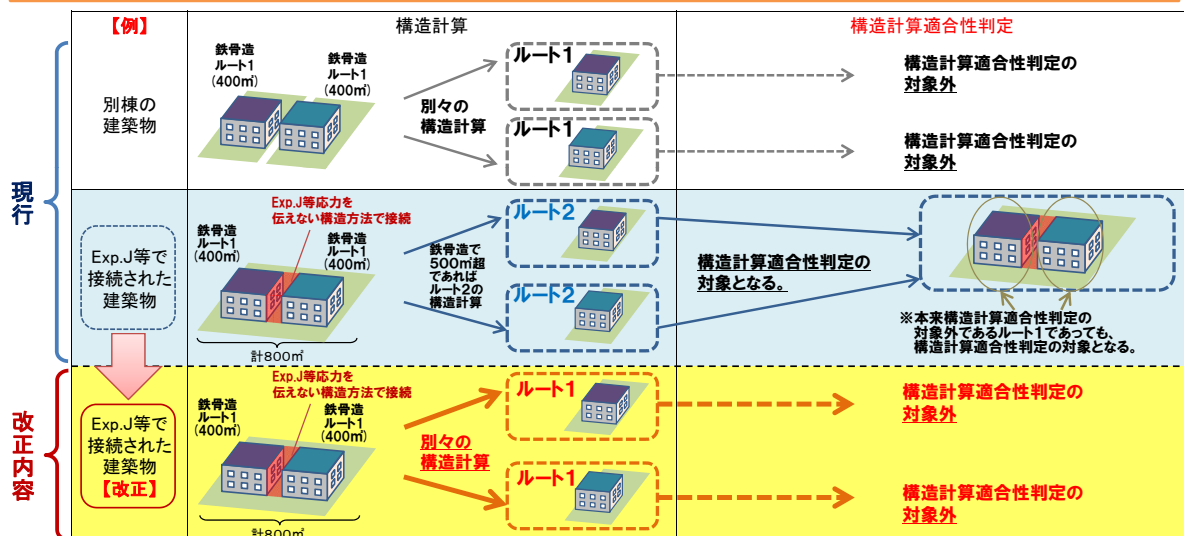 【例】
構造計算
構造計算適合性判定
現行
別棟の
建築物
鉄骨造
ルート1
(400㎡)
鉄骨造
ルート1
(400㎡)
別々の
構造計算
ルート1
ルート1
構造計算適合性判定の
対象外
構造計算適合性判定の
対象外
Exp.J等で
接続された
建築物
Exp.J等応力を
伝えない構造方法で接続
鉄骨造
ルート1
(400㎡)
鉄骨造
ルート1
(400㎡)
計800㎡
鉄骨造で
500㎡超
であれば
ルート2の
構造計算
ルート2
ルート2
構造計算適合性判定の
対象となる。
※本来構造計算適合性判定の
対象外であるルート1であっても、
構造計算適合性判定の対象となる。
改正内容
Exp.J等で
接続された
建築物
【改正】
Exp.J等応力を
伝えない構造方法で接続
鉄骨造
ルート1
(400㎡)
鉄骨造
ルート1
(400㎡)
計800㎡
別々の
構造計算
ルート1
ルート1
構造計算適合性判定の
対象外
構造計算適合性判定の
対象外